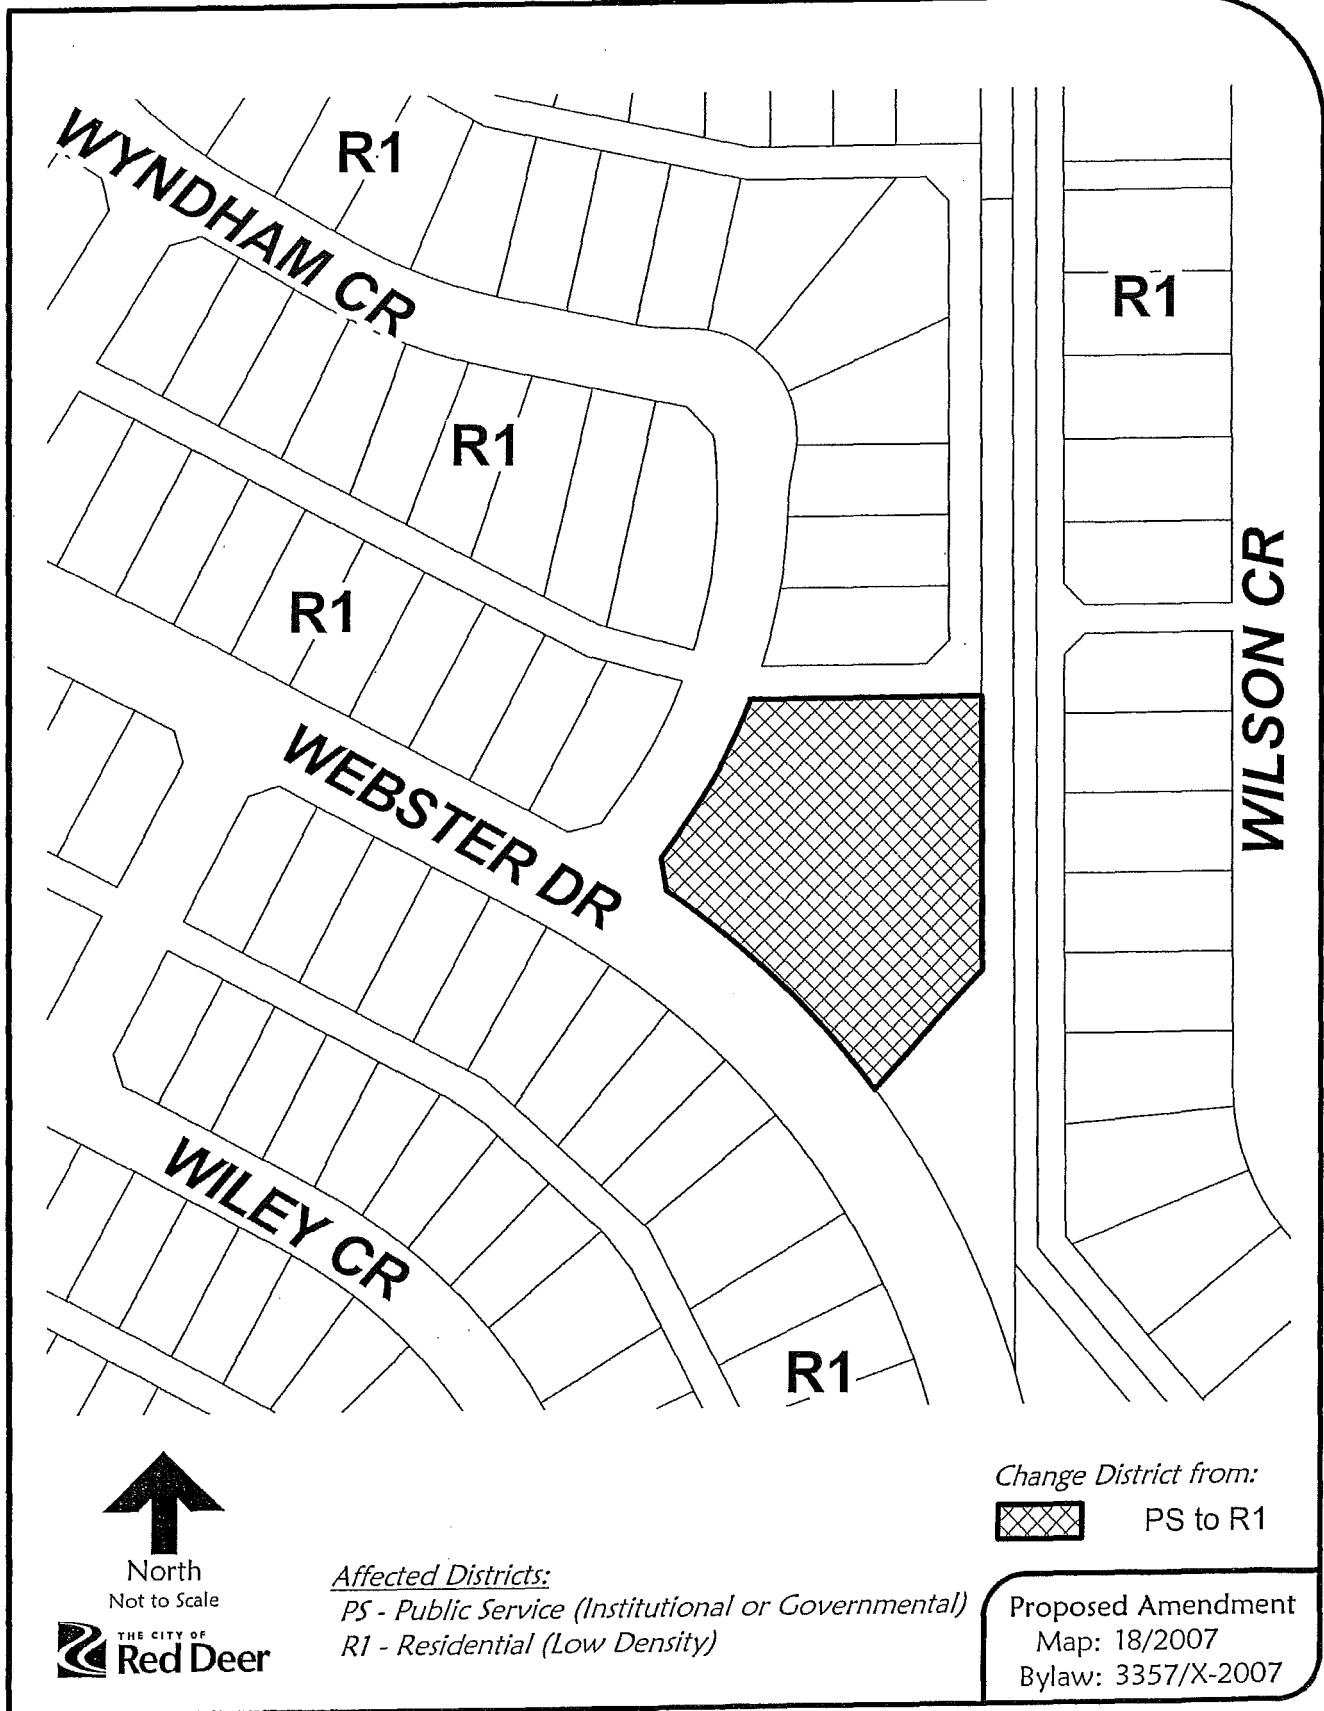 R1
WYNDHAM CR
R1
R1
R1
WILSON CR
WEBSTER DR
WILEY CR
R1
Change District from:
PS to R1
North
Not to Scale
THE CITY OF
Red Deer
Affected Districts:
PS - Public Service (Institutional or Governmental)
R1 - Residential (Low Density)
Proposed Amendment
Map: 18/2007
Bylaw: 3357/X-2007